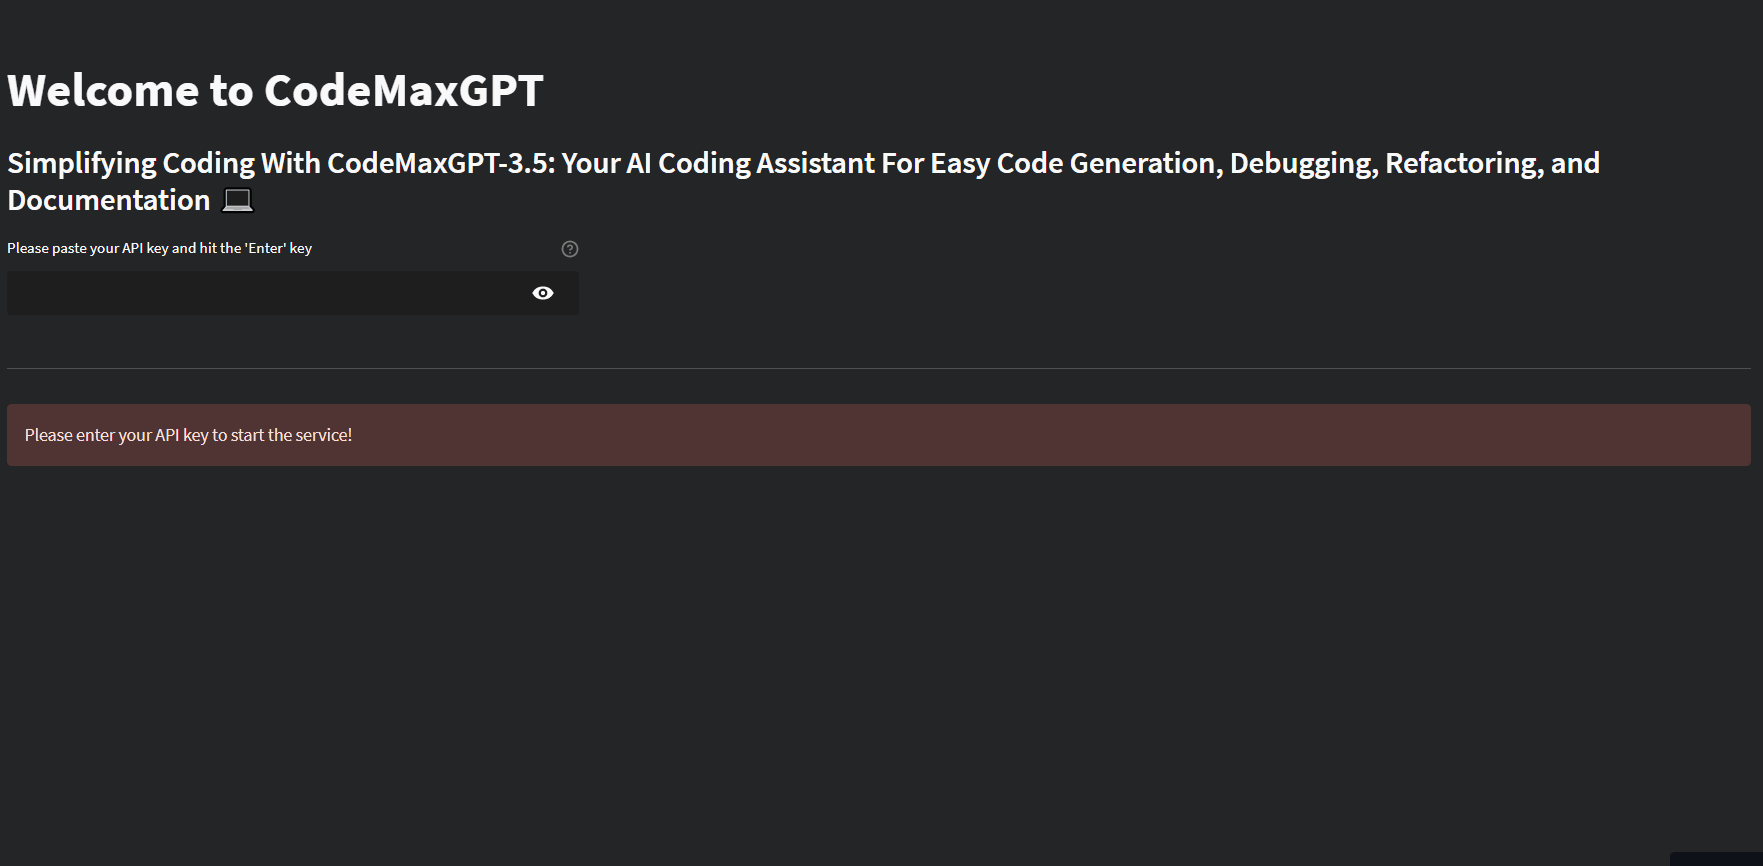 Welcome to CodeMaxGPT
Simplifying Coding With CodeMaxGPT-3.5: Your AI Coding Assistant For Easy Code Generation, Debugging, Refactoring, and
Documentation 💻
Please paste your API key and hit the 'Enter' key
Please enter your API key to start the service!